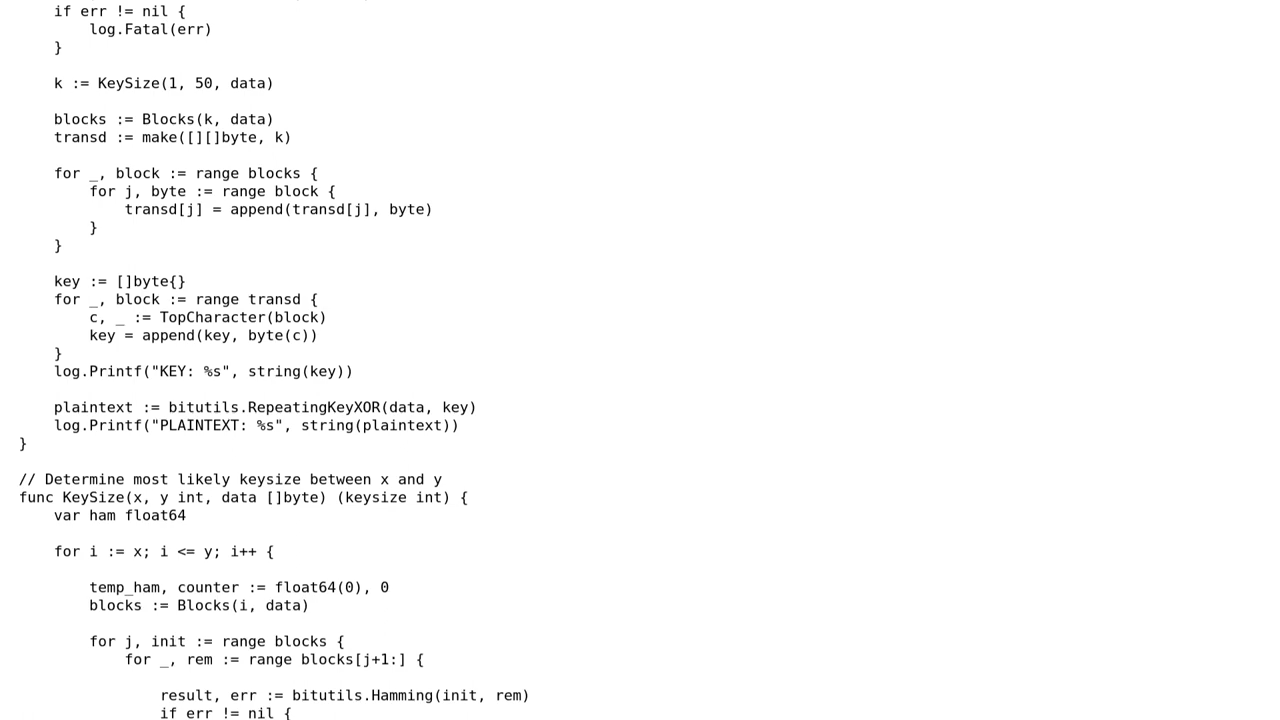 if err != nil {
log.Fatal(err)
}
k := KeySize(1, 50, data)
blocks := Blocks(k, data)
transd := make([][]byte, k)
for _, block := range blocks {
for j, byte := range block {
transd[j] = append(transd[j], byte)
}
}
key := []byte{}
for _, block := range transd {
c, _ := TopCharacter(block)
key = append(key, byte(c))
}
log.Printf("KEY: %s", string(key))
plaintext := bitutils.RepeatingKeyXOR(data, key)
log.Printf("PLAINTEXT: %s", string(plaintext))
}
// Determine most likely keysize between x and y
func KeySize(x, y int, data []byte) (keysize int) {
var ham float64
for i := x; i <= y; i++ {
temp_ham, counter := float64(0), 0
blocks := Blocks(i, data)
for j, init := range blocks {
for _, rem := range blocks[j+1:] {
result, err := bitutils.Hamming(init, rem)
if err != nil {